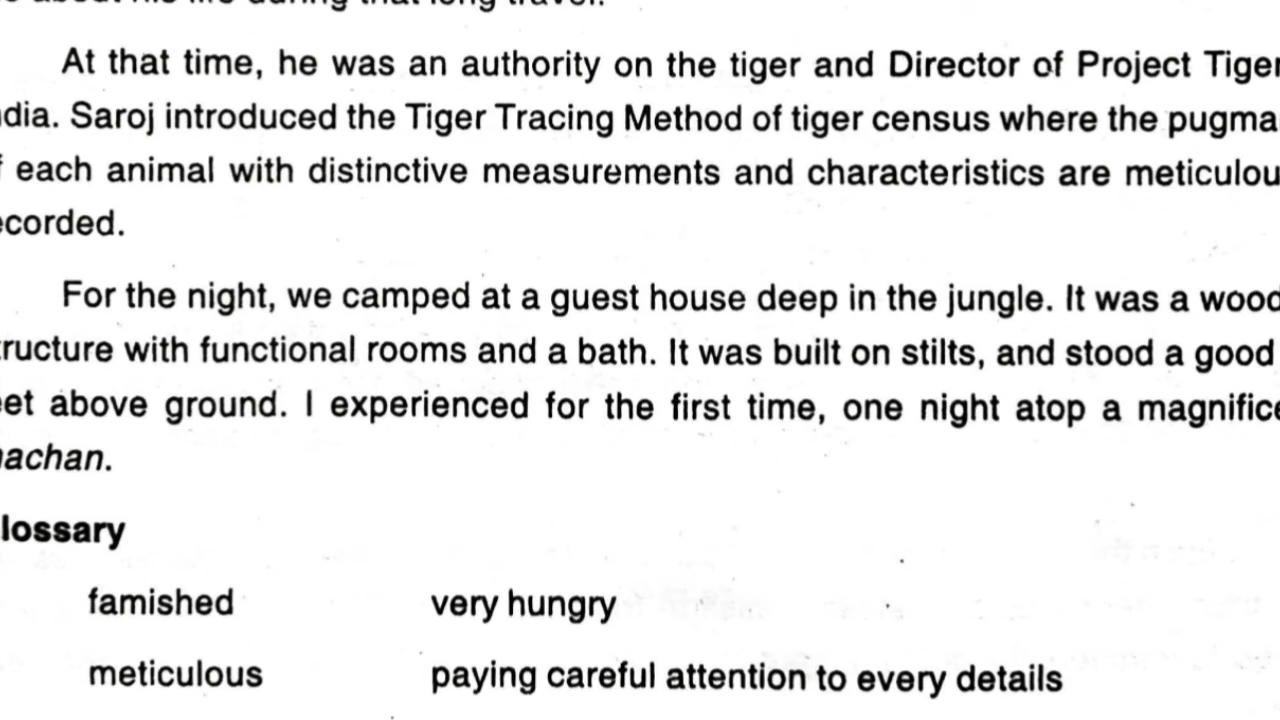 about his life during that long travel.
At that time, he was an authority on the tiger and Director of Project Tiger
dia. Saroj introduced the Tiger Tracing Method of tiger census where the pugma
f each animal with distinctive measurements and characteristics are meticulou
ecorded.
For the night, we camped at a guest house deep in the jungle. It was a wood
ructure with functional rooms and a bath. It was built on stilts, and stood a good
et above ground. I experienced for the first time, one night atop a magnifice
achan.
lossary
famished very hungry
meticulous paying careful attention to every details